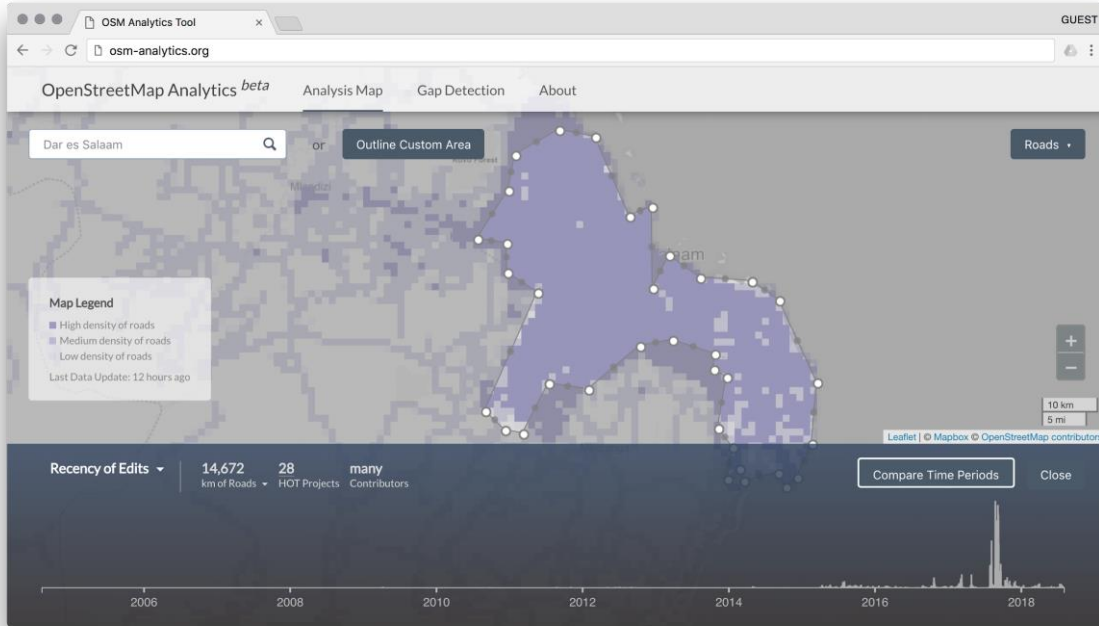 OSM Analytics Tool
GUEST
osm-analytics.org
OpenStreetMap Analytics beta
Analysis Map
Gap Detection
About
Dar es Salaam
or
Outline Custom Area
Roads
Map Legend
High density of roads
Medium density of roads
Low density of roads
Last Data Update: 12 hours ago
+
−
10 km
5 mi
Leaflet | © Mapbox © OpenStreetMap contributors
Recency of Edits
14,672
km of Roads
28
HOT Projects
many
Contributors
Compare Time Periods
Close
2006 2008 2010 2012 2014 2016 2018